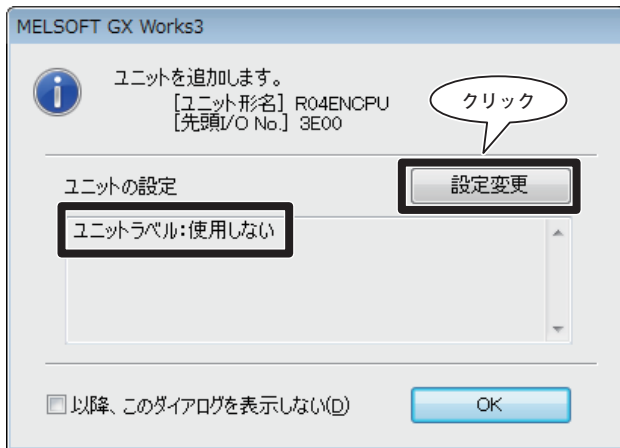 MELSOFT GX Works3
ユニットを追加します。
[ユニット形名] R04ENCPU
[先頭I/O No.] 3E00
クリック
ユニットの設定
設定変更
ユニットラベル:使用しない
以降、このダイアログを表示しない(D)
OK